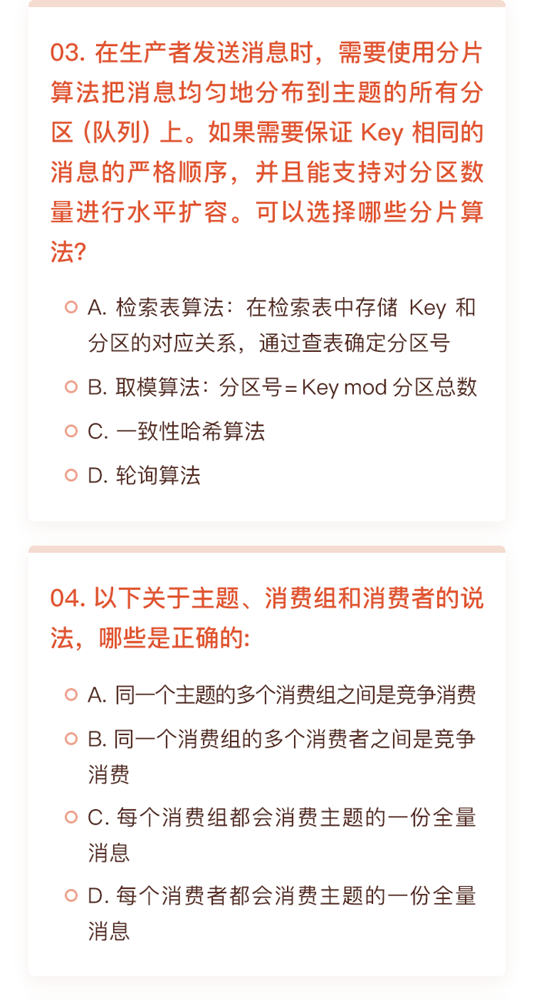 03. 在生产者发送消息时，需要使用分片
算法把消息均匀地分布到主题的所有分
区（队列）上。如果需要保证 Key 相同的
消息的严格顺序，并且能支持对分区数
量进行水平扩容。可以选择哪些分片算
法?
A. 检索表算法：在检索表中存储 Key 和
分区的对应关系，通过查表确定分区号
B. 取模算法：分区号=Key mod 分区总数
C. 一致性哈希算法
D. 轮询算法
04. 以下关于主题、消费组和消费者的说
法，哪些是正确的:
A. 同一个主题的多个消费组之间是竞争消费
B. 同一个消费组的多个消费者之间是竞争
消费
C. 每个消费组都会消费主题的一份全量
消息
D. 每个消费者都会消费主题的一份全量
消息